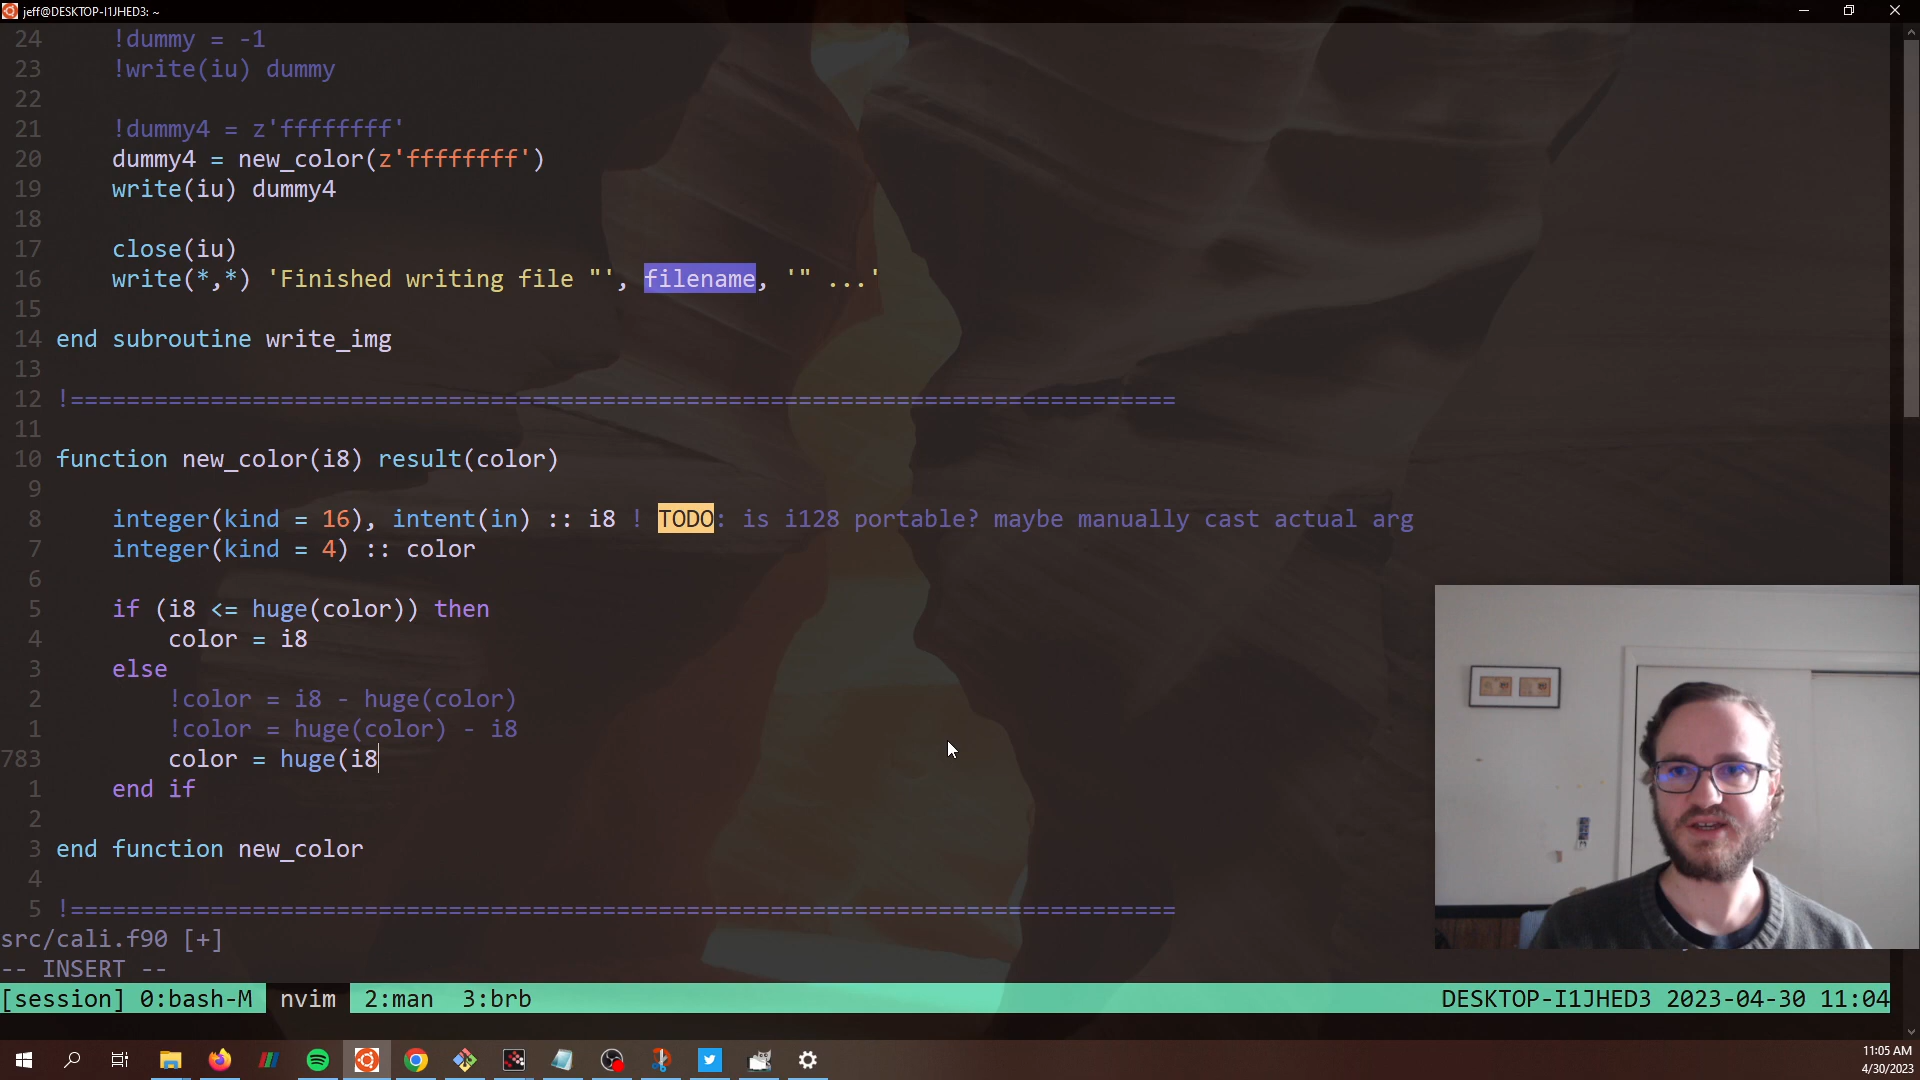 jeff@DESKTOP-I1JHED3: ~
24 !dummy = -1
23 !write(iu) dummy
22
21 !dummy4 = z'ffffffff'
20 dummy4 = new_color(z'ffffffff')
19 write(iu) dummy4
18
17 close(iu)
16 write(*,*) 'Finished writing file "', filename, '" ...'
15
14 end subroutine write_img
13
12 !===============================================================================
11
10 function new_color(i8) result(color)
9
8 integer(kind = 16), intent(in) :: i8 ! TODO: is i128 portable? maybe manually cast actual arg
7 integer(kind = 4) :: color
6
5 if (i8 <= huge(color)) then
4 color = i8
3 else
2 !color = i8 - huge(color)
1 !color = huge(color) - i8
783 color = huge(i8
1 end if
2
3 end function new_color
4
5 !===============================================================================
src/cali.f90 [+]
-- INSERT --
[session] 0:bash-M nvim 2:man 3:brb DESKTOP-I1JHED3 2023-04-30 11:04
11:05 AM
4/30/2023